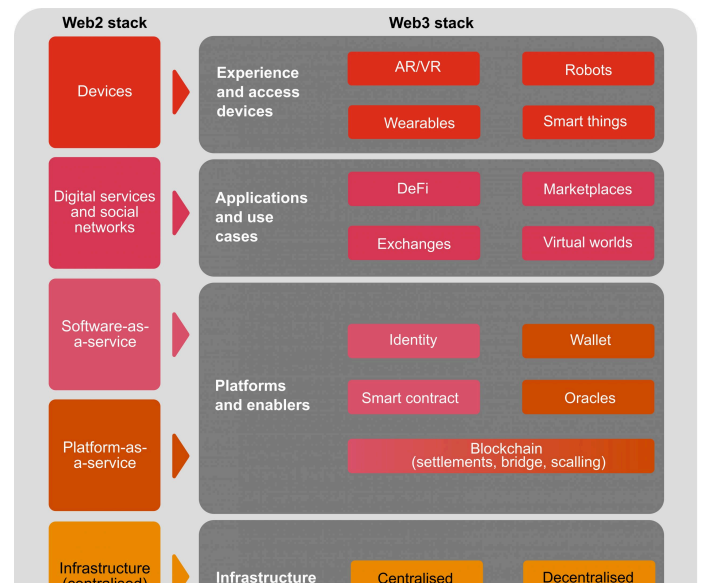 Web2 stack
Web3 stack
Devices
Experience
and access
devices
AR/VR
Robots
Wearables
Smart things
Digital services
and social
networks
Applications
and use
cases
DeFi
Marketplaces
Exchanges
Virtual worlds
Software-as-
a-service
Platform-as-
a-service
Platforms
and enablers
Identity
Wallet
Smart contract
Oracles
Blockchain
(settlements, bridge, scalling)
Infrastructure
(centralised)
Infrastructure
Centralised
Decentralised